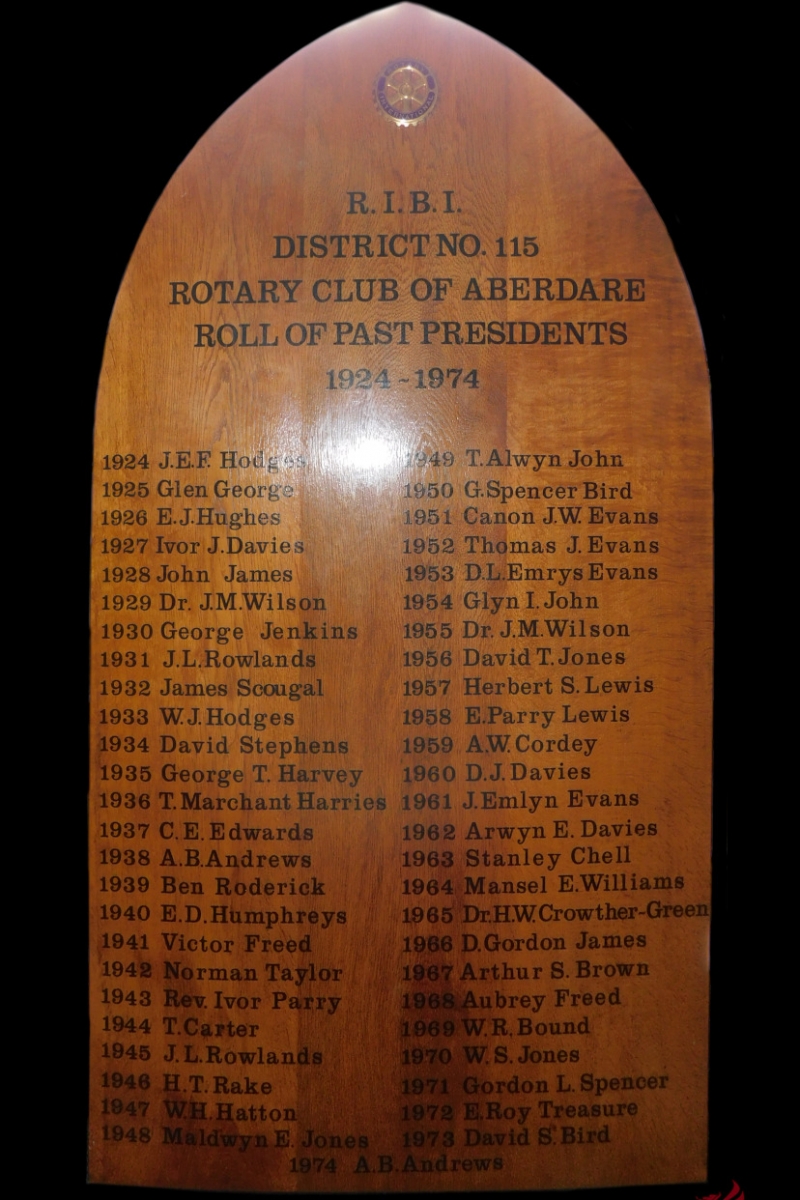 R.I.B.I.
DISTRICT NO. 115
ROTARY CLUB OF ABERDARE
ROLL OF PAST PRESIDENTS
1924-1974
1924 J.E.F. Hodges
1925 Glen George
1926 E.J.Hughes
1927 Ivor J.Davies
1928 John James
1929 Dr. J.M.Wilson
1930 George Jenkins
1931 J.L.Rowlands
1932 James Scougal
1933 W.J.Hodges
1934 David Stephens
1935 George T. Harvey
1936 T.Marchant Harries
1937 C.E.Edwards
1938 A.B.Andrews
1939 Ben Roderick
1940 E.D.Humphreys
1941 Victor Freed
1942 Norman Taylor
1943 Rev. Ivor Parry
1944 T.Carter
1945 J.L.Rowlands
1946 H.T.Rake
1947 W.H.Hatton
1948 Maldwyn E. Jones
1949 T.Alwyn John
1950 G.Spencer Bird
1951 Canon J.W. Evans
1952 Thomas J.Evans
1953 D.L.Emrys Evans
1954 Glyn I.John
1955 Dr. J.M.Wilson
1956 David T.Jones
1957 Herbert S.Lewis
1958 E.Parry Lewis
1959 A.W.Cordey
1960 D.J.Davies
1961 J.Emlyn Evans
1962 Arwyn E.Davies
1963 Stanley Chell
1964 Mansel E.Williams
1965 Dr.H.W.Crowther-Green
1966 D.Gordon James
1967 Arthur S.Brown
1968 Aubrey Freed
1969 W.R.Bound
1970 W.S.Jones
1971 Gordon L.Spencer
1972 E.Roy Treasure
1973 David S.Bird
1974 A.B.Andrews